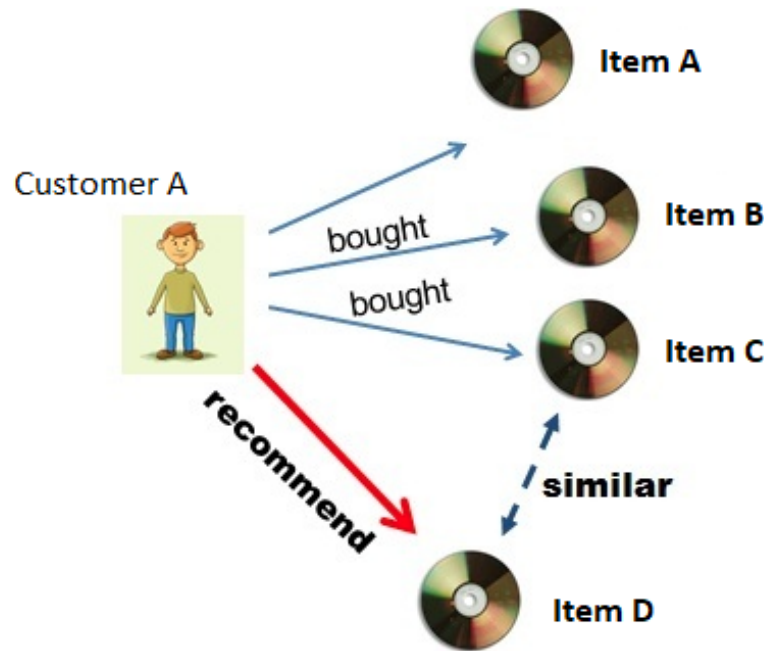 Item A
Customer A
bought
Item B
bought
Item C
recommend
similar
Item D